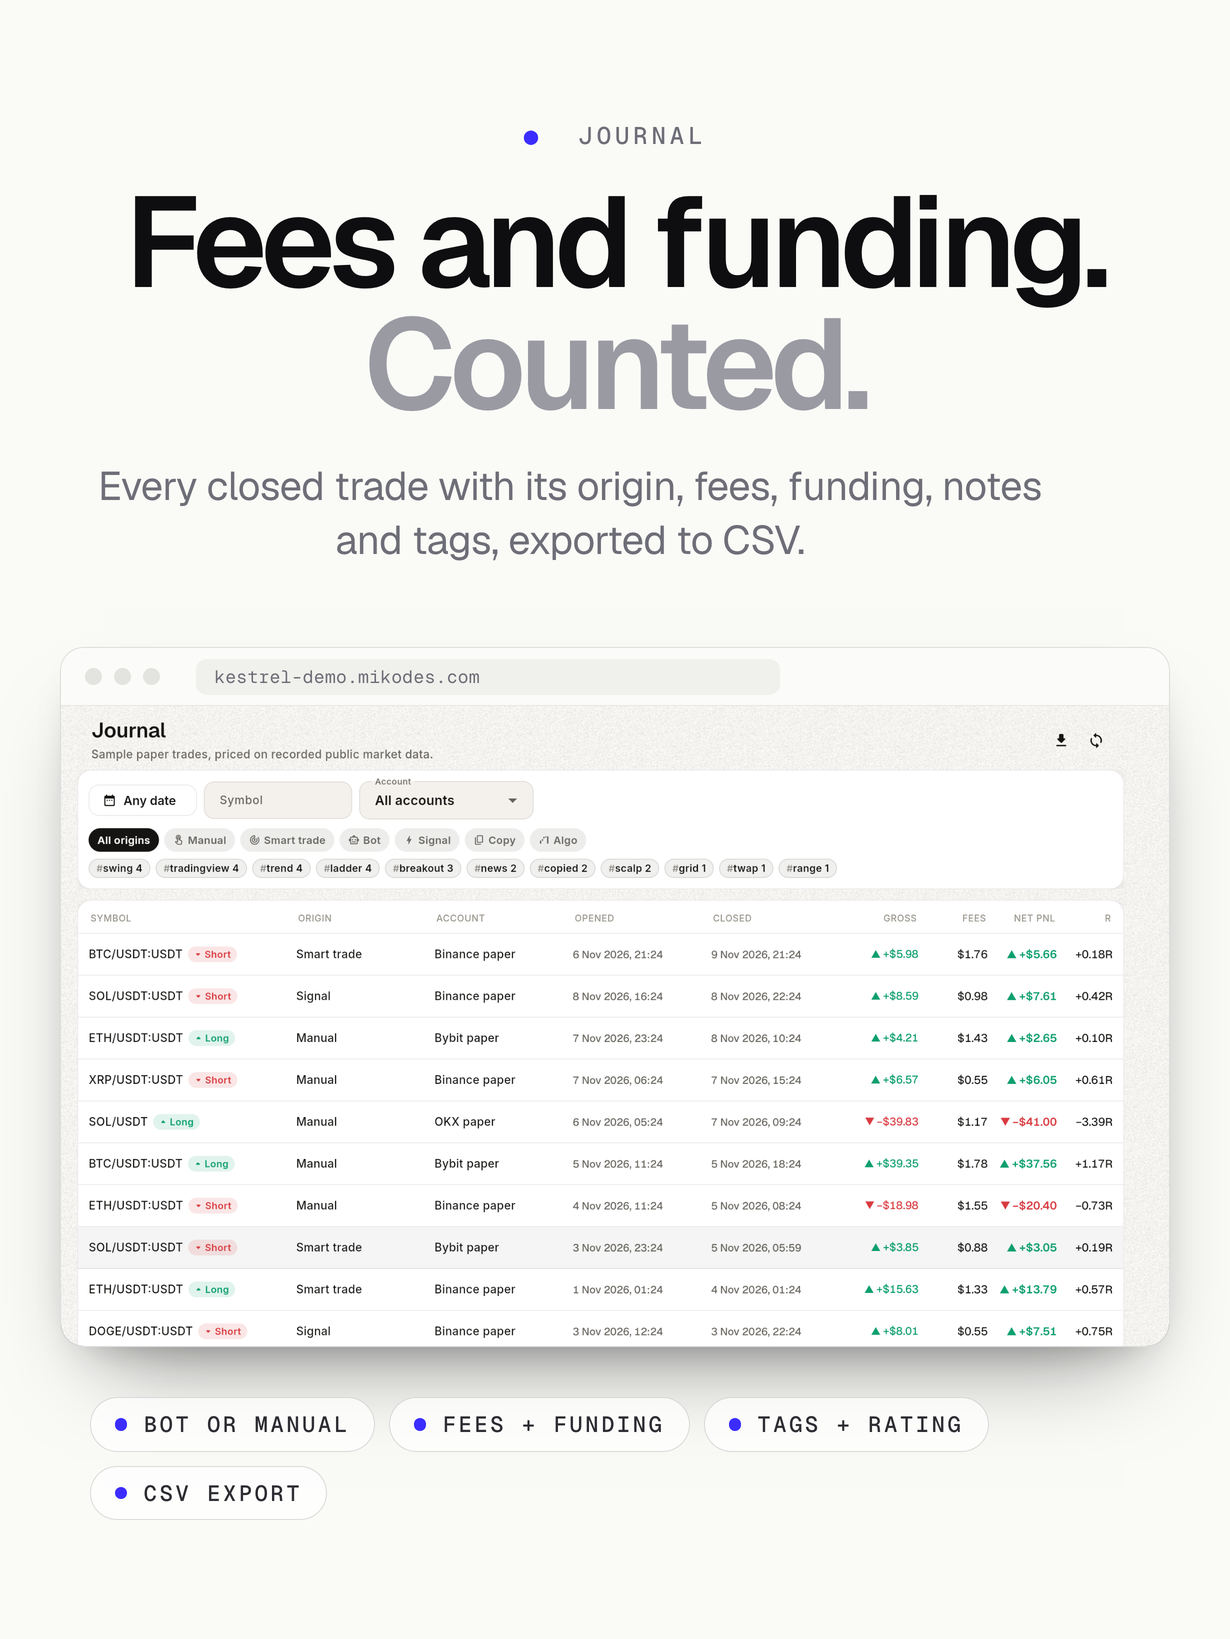 JOURNAL
Fees and funding.
Counted.
Every closed trade with its origin, fees, funding, notes
and tags, exported to CSV.
kestrel-demo.mikodes.com
Journal
Sample paper trades, priced on recorded public market data.
Account
Any date Symbol All accounts
All origins Manual Smart trade Bot Signal Copy Algo
#swing 4 #tradingview 4 #trend 4 #ladder 4 #breakout 3 #news 2 #copied 2 #scalp 2 #grid 1 #twap 1 #range 1
SYMBOL ORIGIN ACCOUNT OPENED CLOSED GROSS FEES NET PNL R
BTC/USDT:USDT Short Smart trade Binance paper 6 Nov 2026, 21:24 9 Nov 2026, 21:24 ▲ +$5.98 $1.76 ▲ +$5.66 +0.18R
SOL/USDT:USDT Short Signal Binance paper 8 Nov 2026, 16:24 8 Nov 2026, 22:24 ▲ +$8.59 $0.98 ▲ +$7.61 +0.42R
ETH/USDT:USDT Long Manual Bybit paper 7 Nov 2026, 23:24 8 Nov 2026, 10:24 ▲ +$4.21 $1.43 ▲ +$2.65 +0.10R
XRP/USDT:USDT Short Manual Binance paper 7 Nov 2026, 06:24 7 Nov 2026, 15:24 ▲ +$6.57 $0.55 ▲ +$6.05 +0.61R
SOL/USDT Long Manual OKX paper 6 Nov 2026, 05:24 7 Nov 2026, 09:24 ▼ −$39.83 $1.17 ▼ −$41.00 −3.39R
BTC/USDT:USDT Long Manual Bybit paper 5 Nov 2026, 11:24 5 Nov 2026, 18:24 ▲ +$39.35 $1.78 ▲ +$37.56 +1.17R
ETH/USDT:USDT Short Manual Binance paper 4 Nov 2026, 11:24 5 Nov 2026, 08:24 ▼ −$18.98 $1.55 ▼ −$20.40 −0.73R
SOL/USDT:USDT Short Smart trade Bybit paper 3 Nov 2026, 23:24 5 Nov 2026, 05:59 ▲ +$3.85 $0.88 ▲ +$3.05 +0.19R
ETH/USDT:USDT Long Smart trade Binance paper 1 Nov 2026, 01:24 4 Nov 2026, 01:24 ▲ +$15.63 $1.33 ▲ +$13.79 +0.57R
DOGE/USDT:USDT Short Signal Binance paper 3 Nov 2026, 12:24 3 Nov 2026, 22:24 ▲ +$8.01 $0.55 ▲ +$7.51 +0.75R
BOT OR MANUAL FEES + FUNDING TAGS + RATING
CSV EXPORT